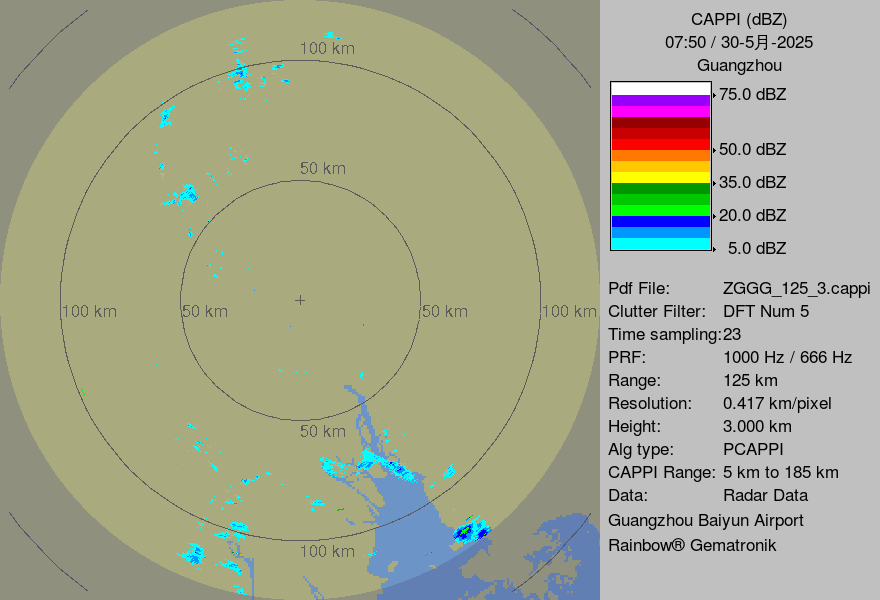 100 km
50 km
100 km
50 km
50 km
100 km
50 km
100 km
CAPPI (dBZ)
07:50 / 30-5月-2025
Guangzhou
75.0 dBZ
50.0 dBZ
35.0 dBZ
20.0 dBZ
5.0 dBZ
Pdf File: ZGGG_125_3.cappi
Clutter Filter: DFT Num 5
Time sampling:23
PRF: 1000 Hz / 666 Hz
Range: 125 km
Resolution: 0.417 km/pixel
Height: 3.000 km
Alg type: PCAPPI
CAPPI Range: 5 km to 185 km
Data: Radar Data
Guangzhou Baiyun Airport
Rainbow® Gematronik